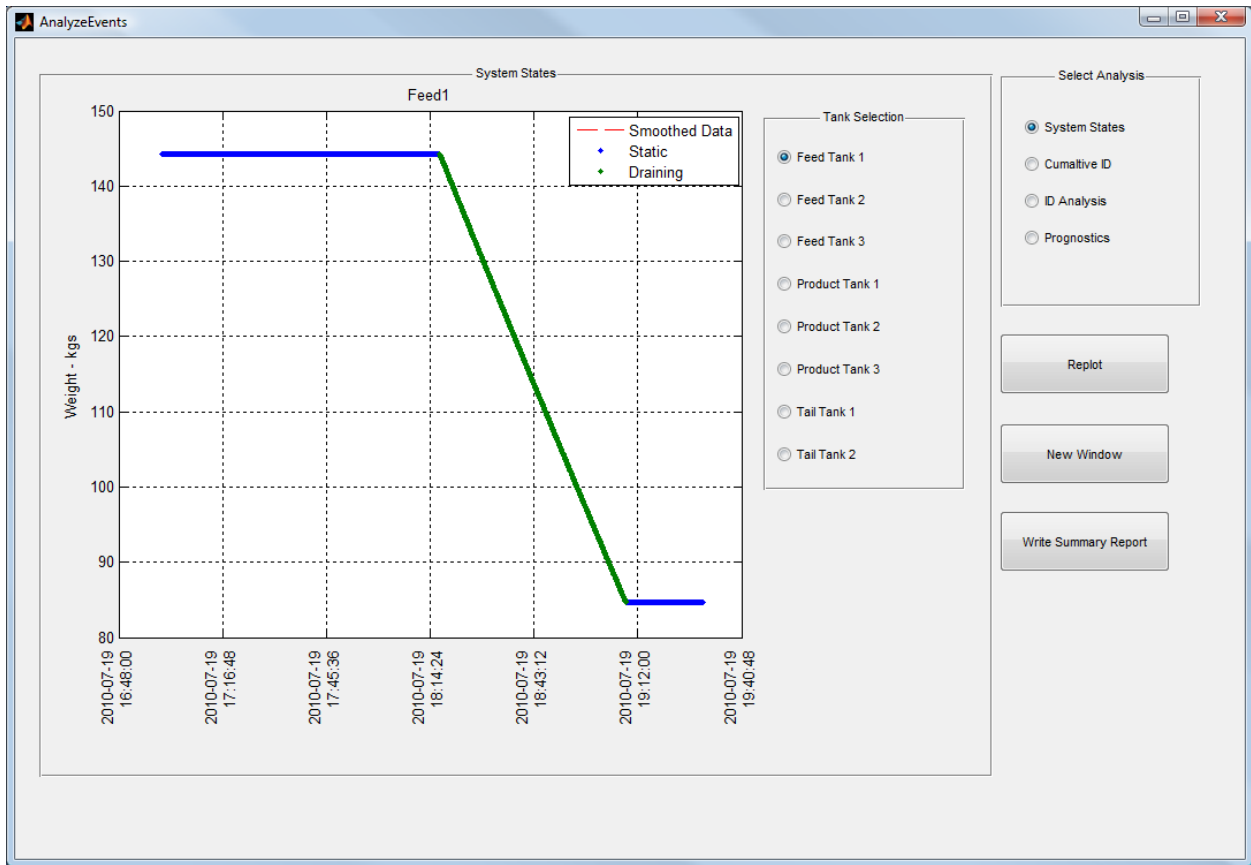 AnalyzeEvents
System States
Feed1
150
140
130
120
110
100
90
80
Weight - kgs
Smoothed Data
Static
Draining
2010-07-19
16:48:00
2010-07-19
17:16:48
2010-07-19
17:45:36
2010-07-19
18:14:24
2010-07-19
18:43:12
2010-07-19
19:12:00
2010-07-19
19:40:48
Tank Selection
Feed Tank 1
Feed Tank 2
Feed Tank 3
Product Tank 1
Product Tank 2
Product Tank 3
Tail Tank 1
Tail Tank 2
Select Analysis
System States
Cumaltive ID
ID Analysis
Prognostics
Replot
New Window
Write Summary Report